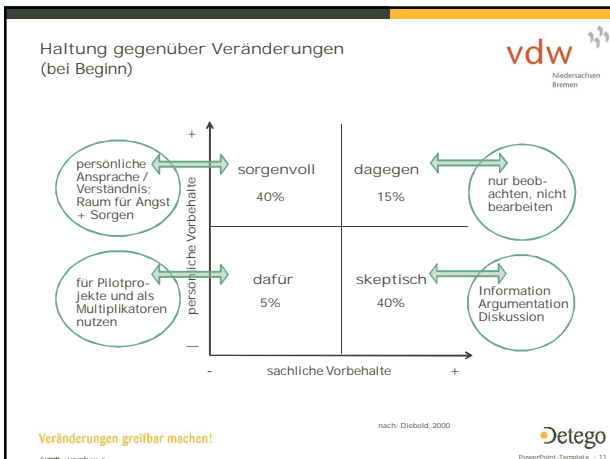 Haltung gegenüber Veränderungen
(bei Beginn)
vdw
Niedersachsen
Bremen
+
persönliche
Ansprache /
Verständnis;
Raum für Angst
+ Sorgen
sorgenvoll
40%
dagegen
15%
nur beob-
achten, nicht
bearbeiten
persönliche Vorbehalte
für Pilotpro-
jekte und als
Multiplikatoren
nutzen
dafür
5%
skeptisch
40%
Information
Argumentation
Diskussion
—
- sachliche Vorbehalte +
nach: Diebold, 2000
Veränderungen greifbar machen!
Detego
PowerPoint-Template - 11